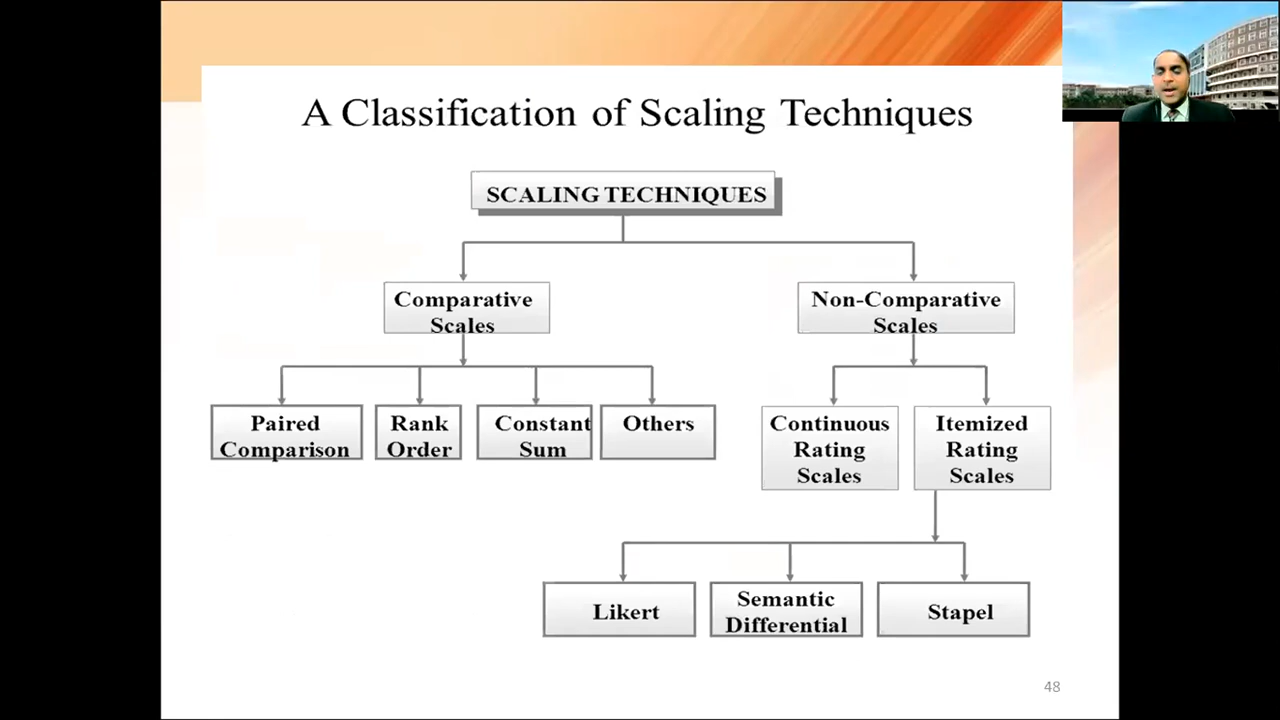 A Classification of Scaling Techniques
SCALING TECHNIQUES
Comparative
Scales
Non-Comparative
Scales
Paired
Comparison
Rank
Order
Constant
Sum
Others
Continuous
Rating
Scales
Itemized
Rating
Scales
Likert
Semantic
Differential
Stapel
48